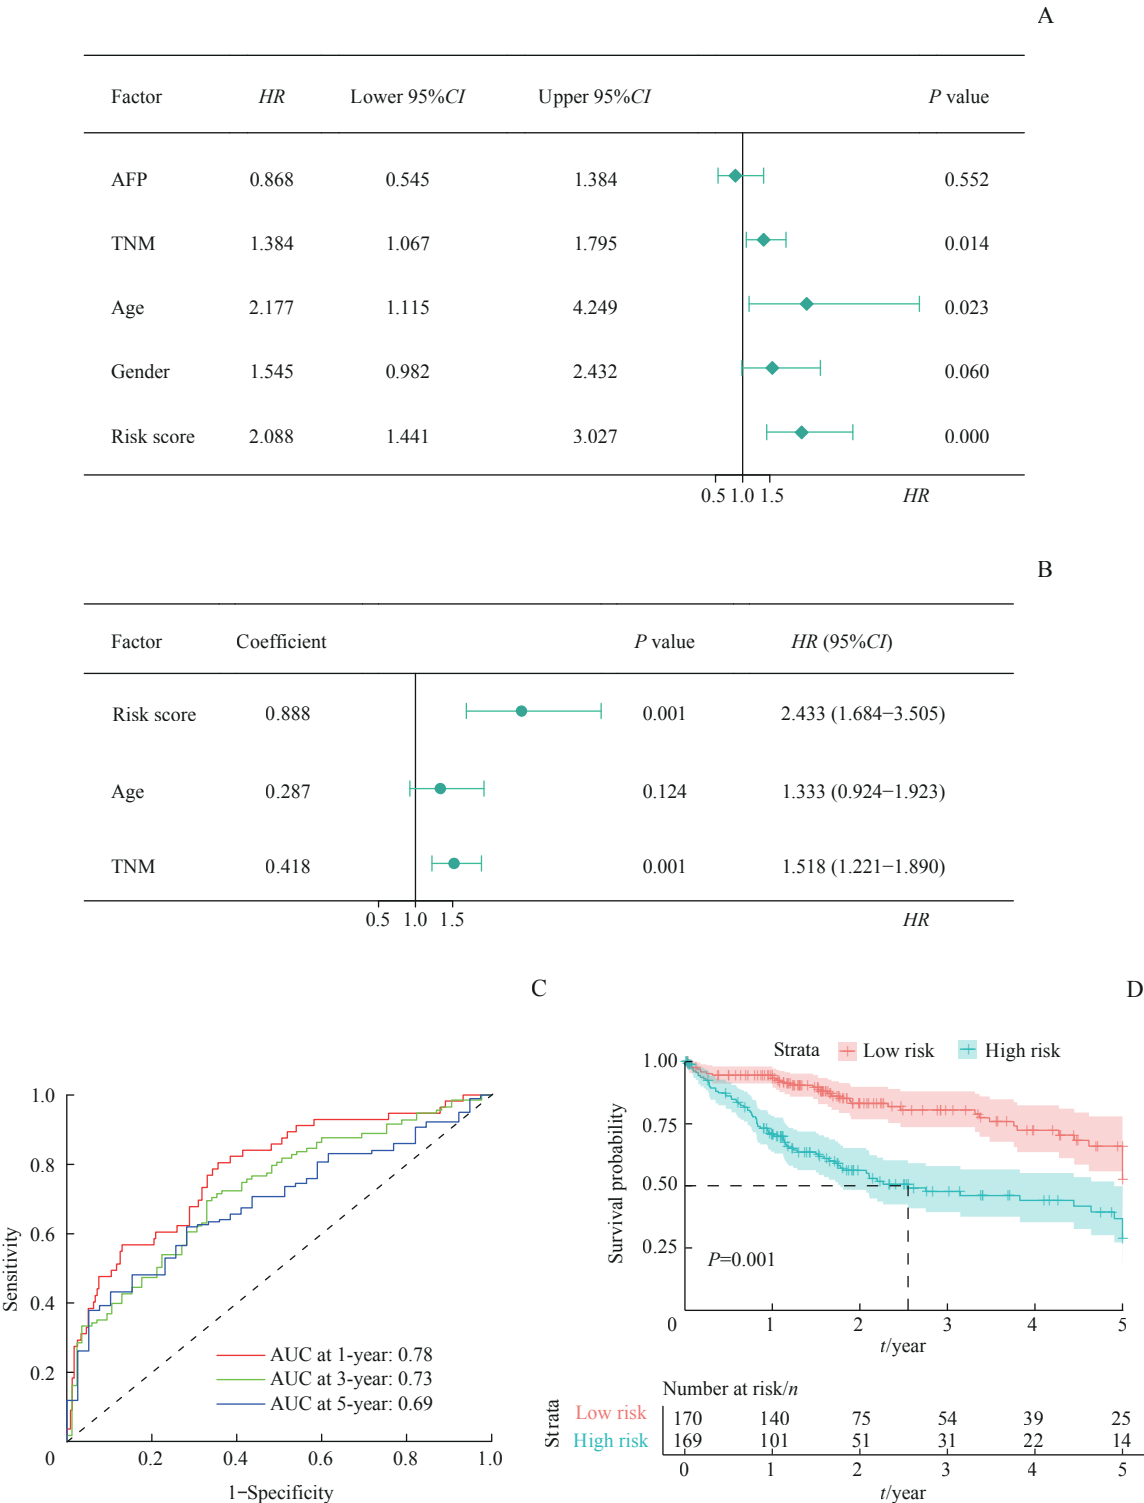 A
Factor HR Lower 95%CI Upper 95%CI P value
AFP 0.868 0.545 1.384 0.552
TNM 1.384 1.067 1.795 0.014
Age 2.177 1.115 4.249 0.023
Gender 1.545 0.982 2.432 0.060
Risk score 2.088 1.441 3.027 0.000
0.5 1.0 1.5 HR
B
Factor Coefficient P value HR (95%CI)
Risk score 0.888 0.001 2.433 (1.684−3.505)
Age 0.287 0.124 1.333 (0.924−1.923)
TNM 0.418 0.001 1.518 (1.221−1.890)
0.5 1.0 1.5 HR
C
1.0
0.8
0.6
0.4
0.2
0
Sensitivity
AUC at 1-year: 0.78
AUC at 3-year: 0.73
AUC at 5-year: 0.69
0.2 0.4 0.6 0.8 1.0
1−Specificity
D
Strata Low risk High risk
1.00
0.75
0.50
0.25
Survival probability
P=0.001
0 1 2 3 4 5
t/year
Number at risk/n
Strata
Low risk 170 140 75 54 39 25
High risk 169 101 51 31 22 14
0 1 2 3 4 5
t/year